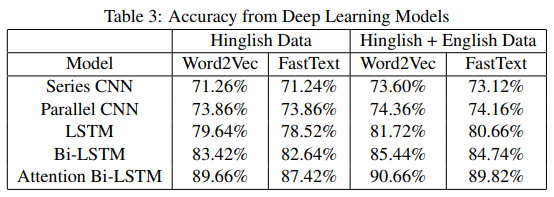 Table 3: Accuracy from Deep Learning Models
Hinglish Data Hinglish + English Data
Model Word2Vec FastText Word2Vec FastText
Series CNN 71.26% 71.24% 73.60% 73.12%
Parallel CNN 73.86% 73.86% 74.36% 74.16%
LSTM 79.64% 78.52% 81.72% 80.66%
Bi-LSTM 83.42% 82.64% 85.44% 84.74%
Attention Bi-LSTM 89.66% 87.42% 90.66% 89.82%